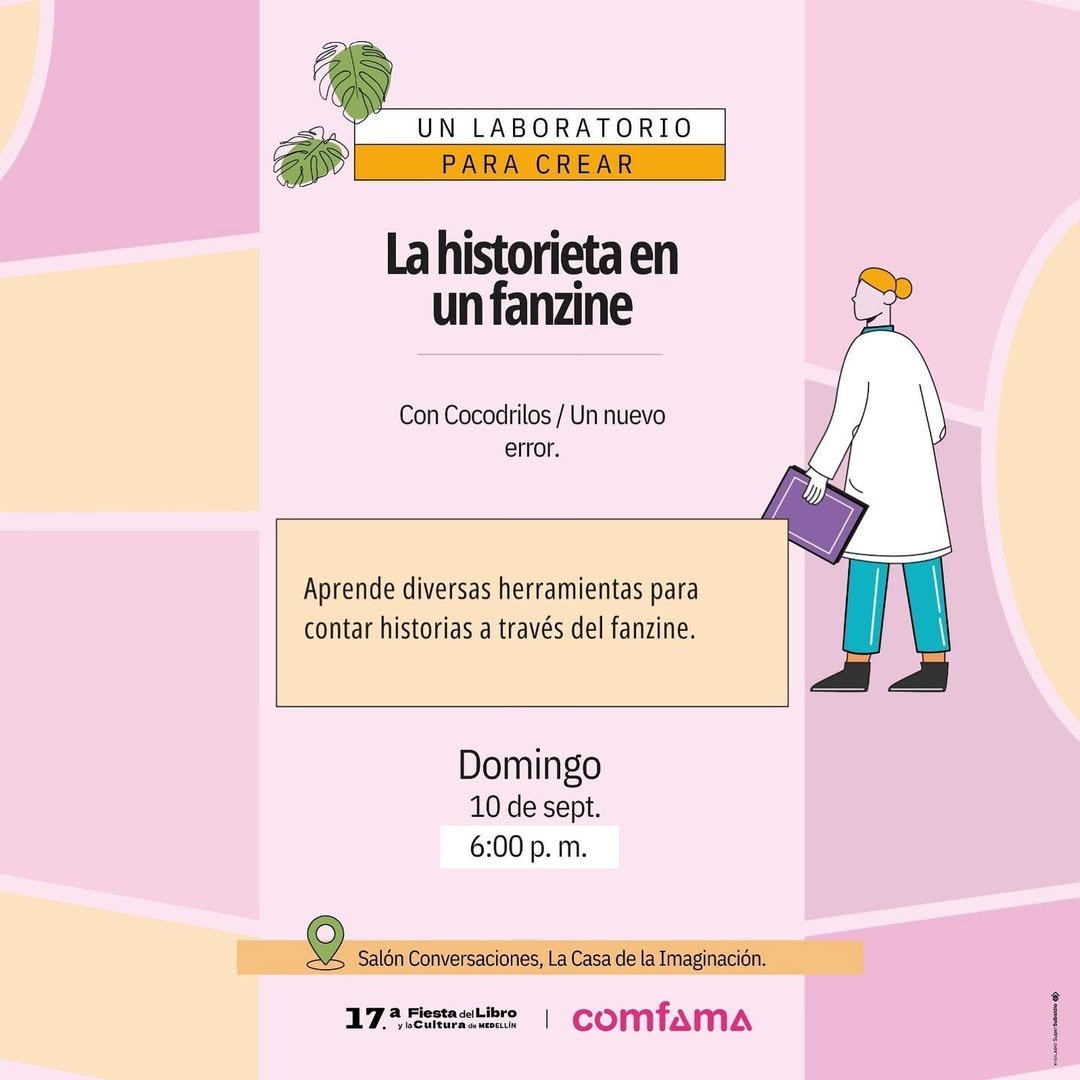 UN LABORATORIO
PARA CREAR
La historieta en
un fanzine
Con Cocodrilos / Un nuevo
error.
Aprende diversas herramientas para
contar historias a través del fanzine.
Domingo
10 de sept.
6:00 p. m.
Salón Conversaciones, La Casa de la Imaginación.
17.ª Fiesta del Libro
y la Cultura de MEDELLÍN
comfama
VIGILADO SuperSubsidio